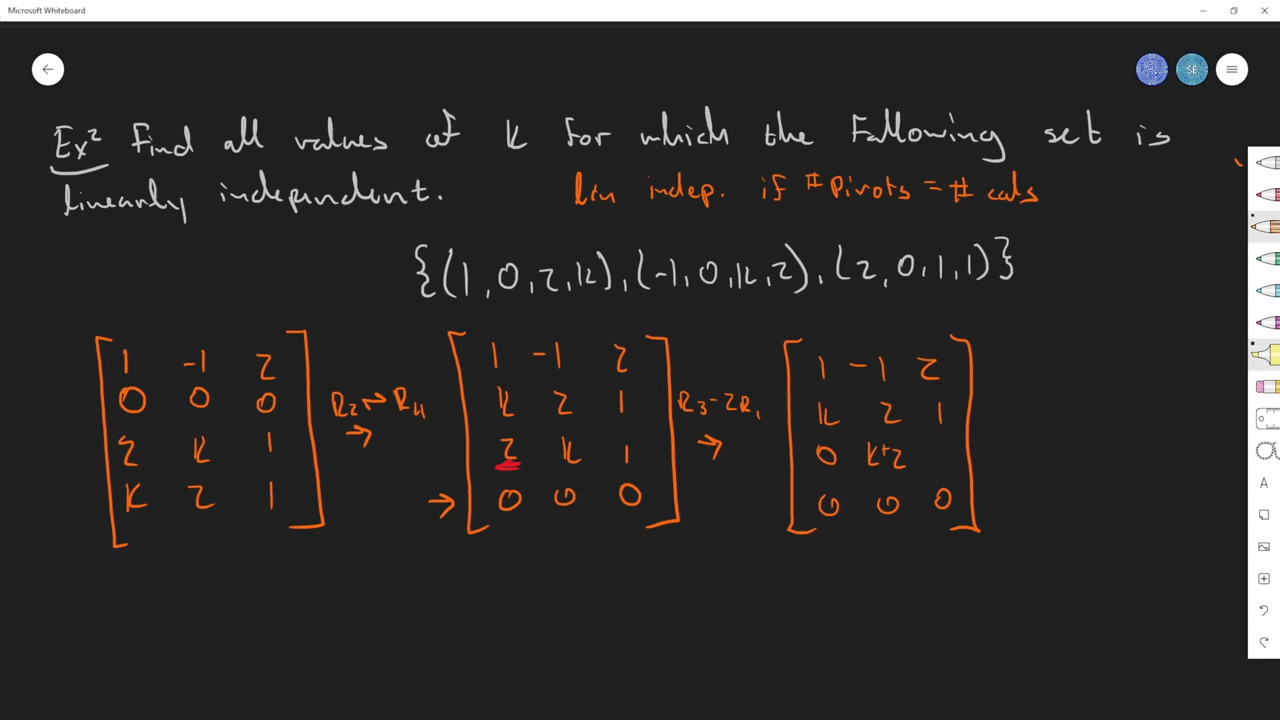 Microsoft Whiteboard
SE
Ex2 Find all values of K for which the following set is
linearly independent. Lin indep. if # Pivots = # cols
{(1,0,2,K),(-1,0,K,2),(2,0,1,1)}
1 -1 2
0 0 0
2 K 1
K 2 1
R2 ⇌ R4 →
1 -1 2
K 2 1
2 K 1
→ 0 0 0
R3-2R1 →
1 -1 2
K 2 1
0 K+2
0 0 0
A